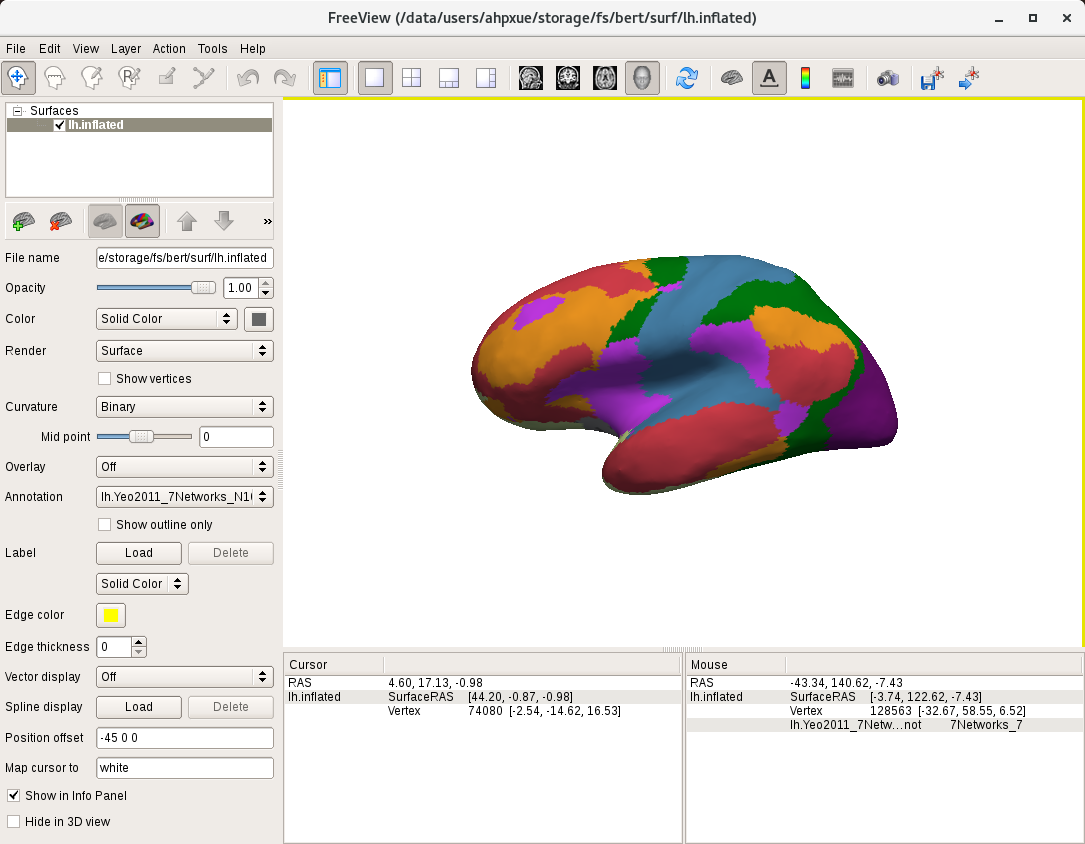 FreeView (/data/users/ahpxue/storage/fs/bert/surf/lh.inflated)
File Edit View Layer Action Tools Help
R
A
Surfaces
lh.inflated
»
File name e/storage/fs/bert/surf/lh.inflated
Opacity 1.00
Color Solid Color
Render Surface
Show vertices
Curvature Binary
Mid point 0
Overlay Off
Annotation lh.Yeo2011_7Networks_N1
Show outline only
Label Load Delete
Solid Color
Edge color
Edge thickness 0
Vector display Off
Spline display Load Delete
Position offset -45 0 0
Map cursor to white
Show in Info Panel
Hide in 3D view
Cursor
RAS 4.60, 17.13, -0.98
lh.inflated SurfaceRAS [44.20, -0.87, -0.98]
Vertex 74080 [-2.54, -14.62, 16.53]
Mouse
RAS -43.34, 140.62, -7.43
lh.inflated SurfaceRAS [-3.74, 122.62, -7.43]
Vertex 128563 [-32.67, 58.55, 6.52]
lh.Yeo2011_7Netw...not 7Networks_7